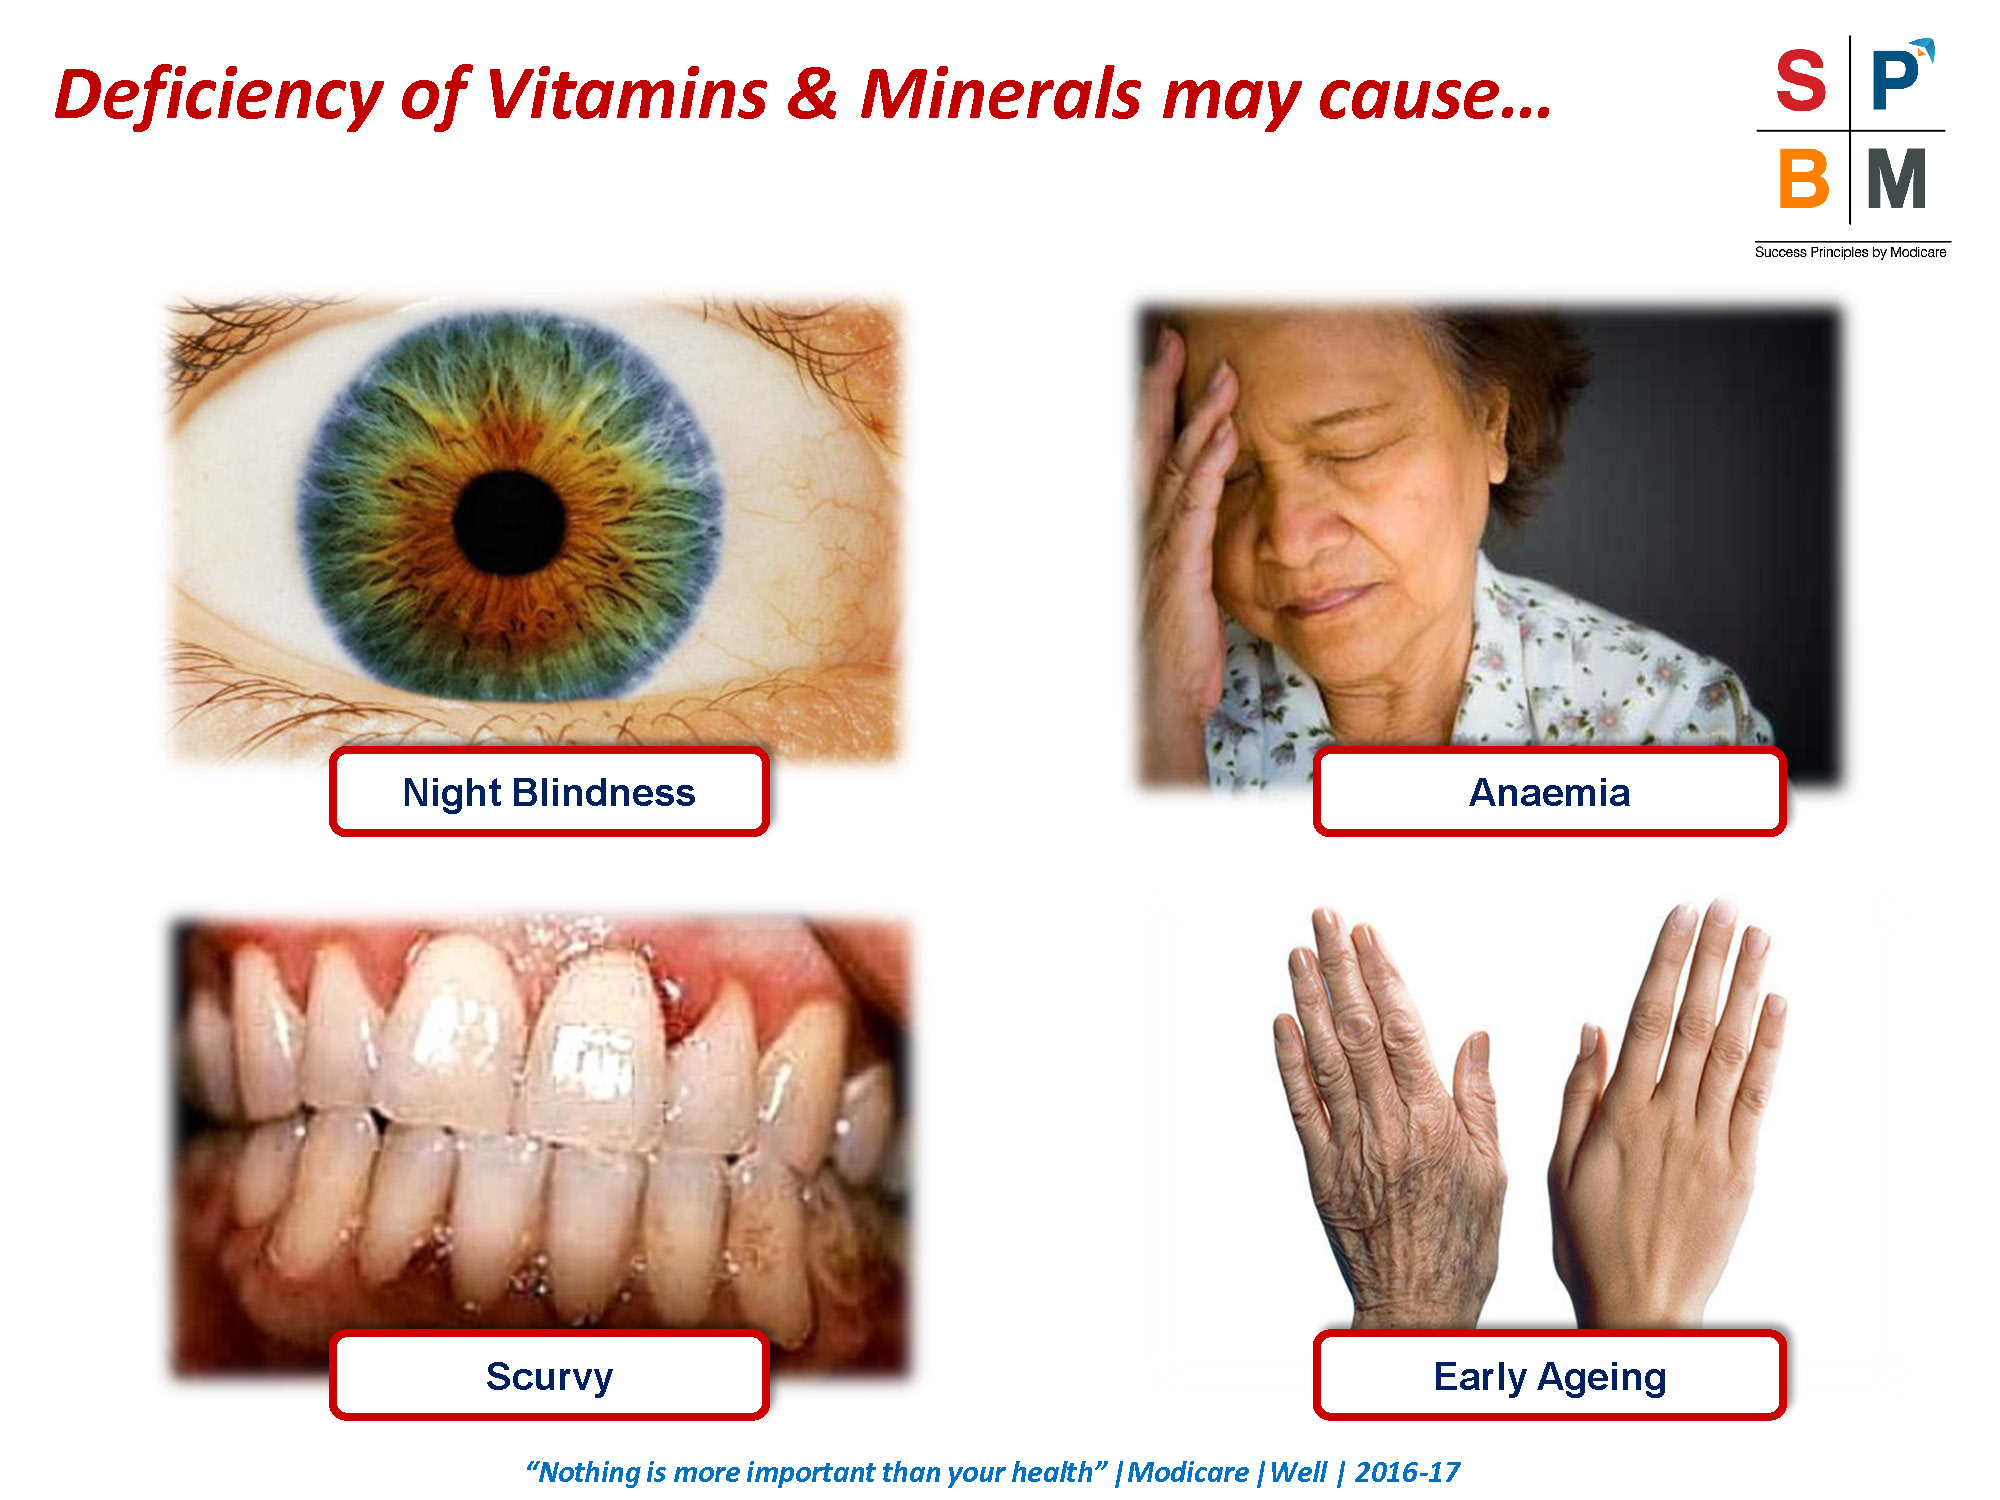 Deficiency of Vitamins & Minerals may cause...
S P
B M
Success Principles by Modicare
Night Blindness
Anaemia
Scurvy
Early Ageing
“Nothing is more important than your health” |Modicare |Well | 2016-17